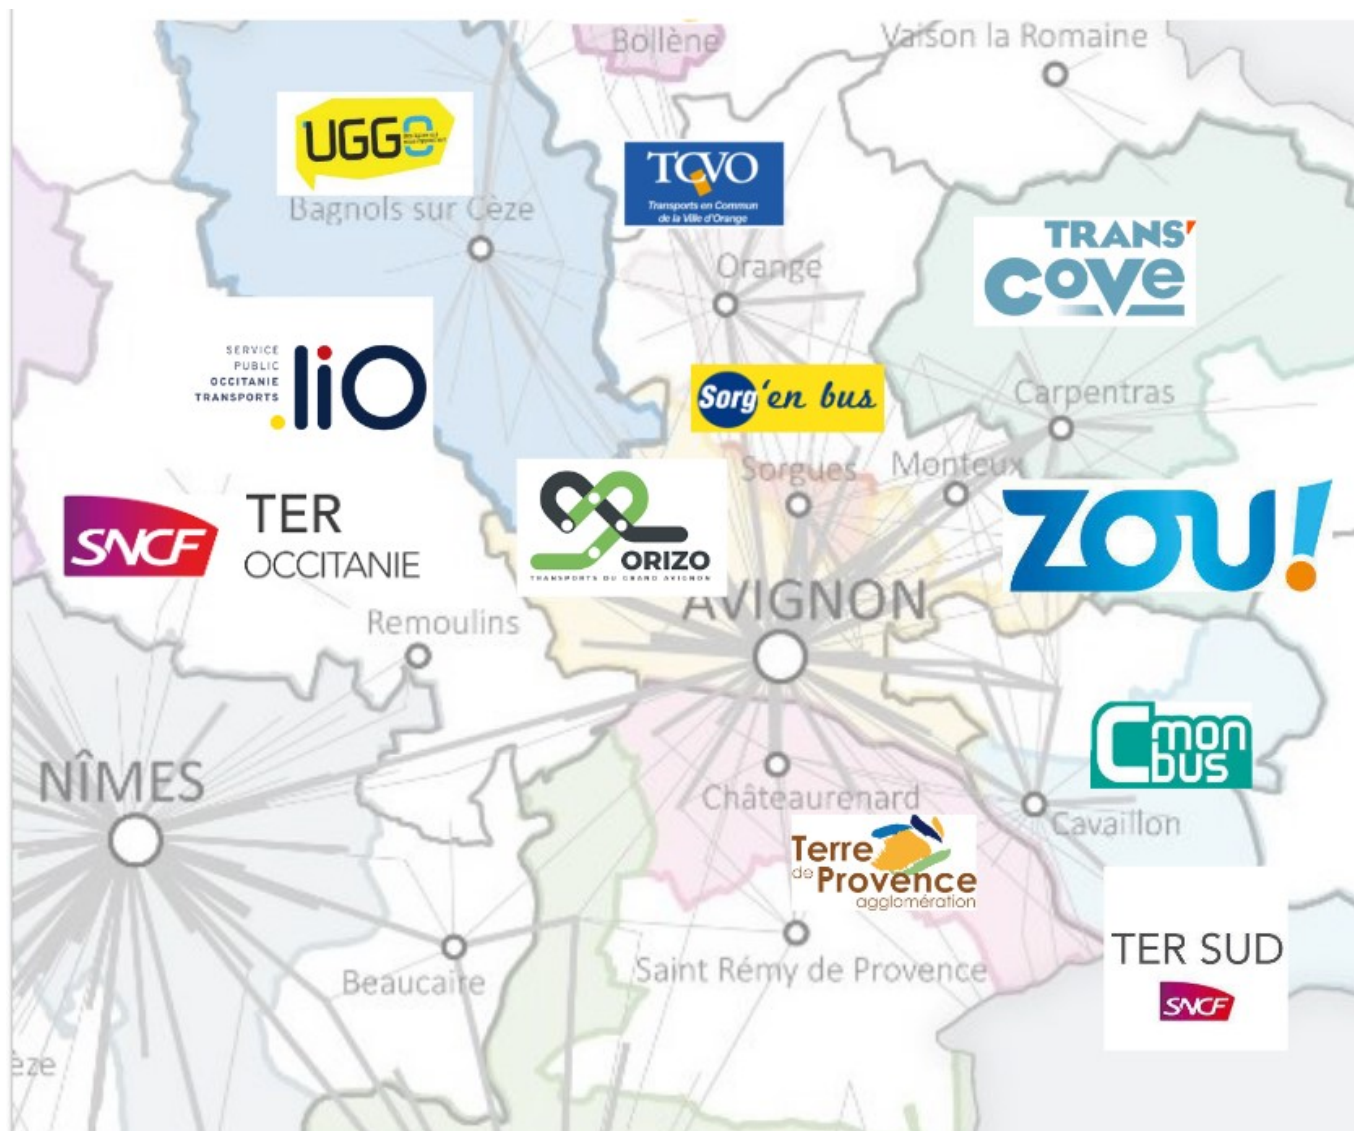 Bollène
Vaison la Romaine
UGGO
Bagnols sur Cèze
TCVO
Transports en Commun
de la Ville d'Orange
Orange
TRANS'
COVE
SERVICE
PUBLIC
OCCITANIE
TRANSPORTS
.liO
Sorg'en bus
Carpentras
Sorgues
Monteux
SNCF
TER
OCCITANIE
ORIZO
TRANSPORTS DU GRAND AVIGNON
ZOU!
AVIGNON
Remoulins
NÎMES
C mon
bus
Châteaurenard
Cavaillon
Terre
de Provence
agglomération
Beaucaire
Saint Rémy de Provence
TER SUD
SNCF
èze